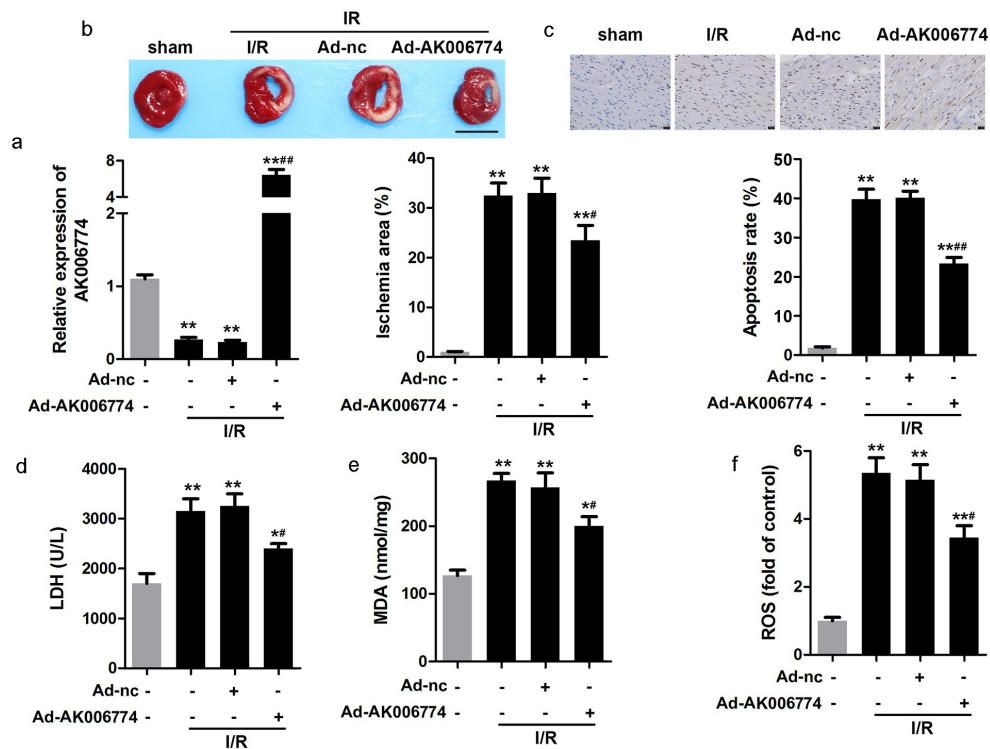 b
IR
sham I/R Ad-nc Ad-AK006774
c
sham I/R Ad-nc Ad-AK006774
a
Relative expression of
AK006774
8
4
2
1
0
**
**
**##
Ad-nc - - + -
Ad-AK006774 - - - +
I/R
Ischemia area (%)
40
30
20
10
0
**
**
**#
- - + -
- - - +
I/R
Apoptosis rate (%)
50
40
30
20
10
0
**
**
**##
Ad-nc - - + -
Ad-AK006774 - - - +
I/R
d
LDH (U/L)
4000
3000
2000
1000
0
**
**
*#
Ad-nc - - + -
Ad-AK006774 - - - +
I/R
e
MDA (nmol/mg)
300
200
100
0
**
**
*#
Ad-nc - - + -
Ad-AK006774 - - - +
I/R
f
ROS (fold of control)
6
4
2
0
**
**
**#
Ad-nc - - + -
Ad-AK006774 - - - +
I/R